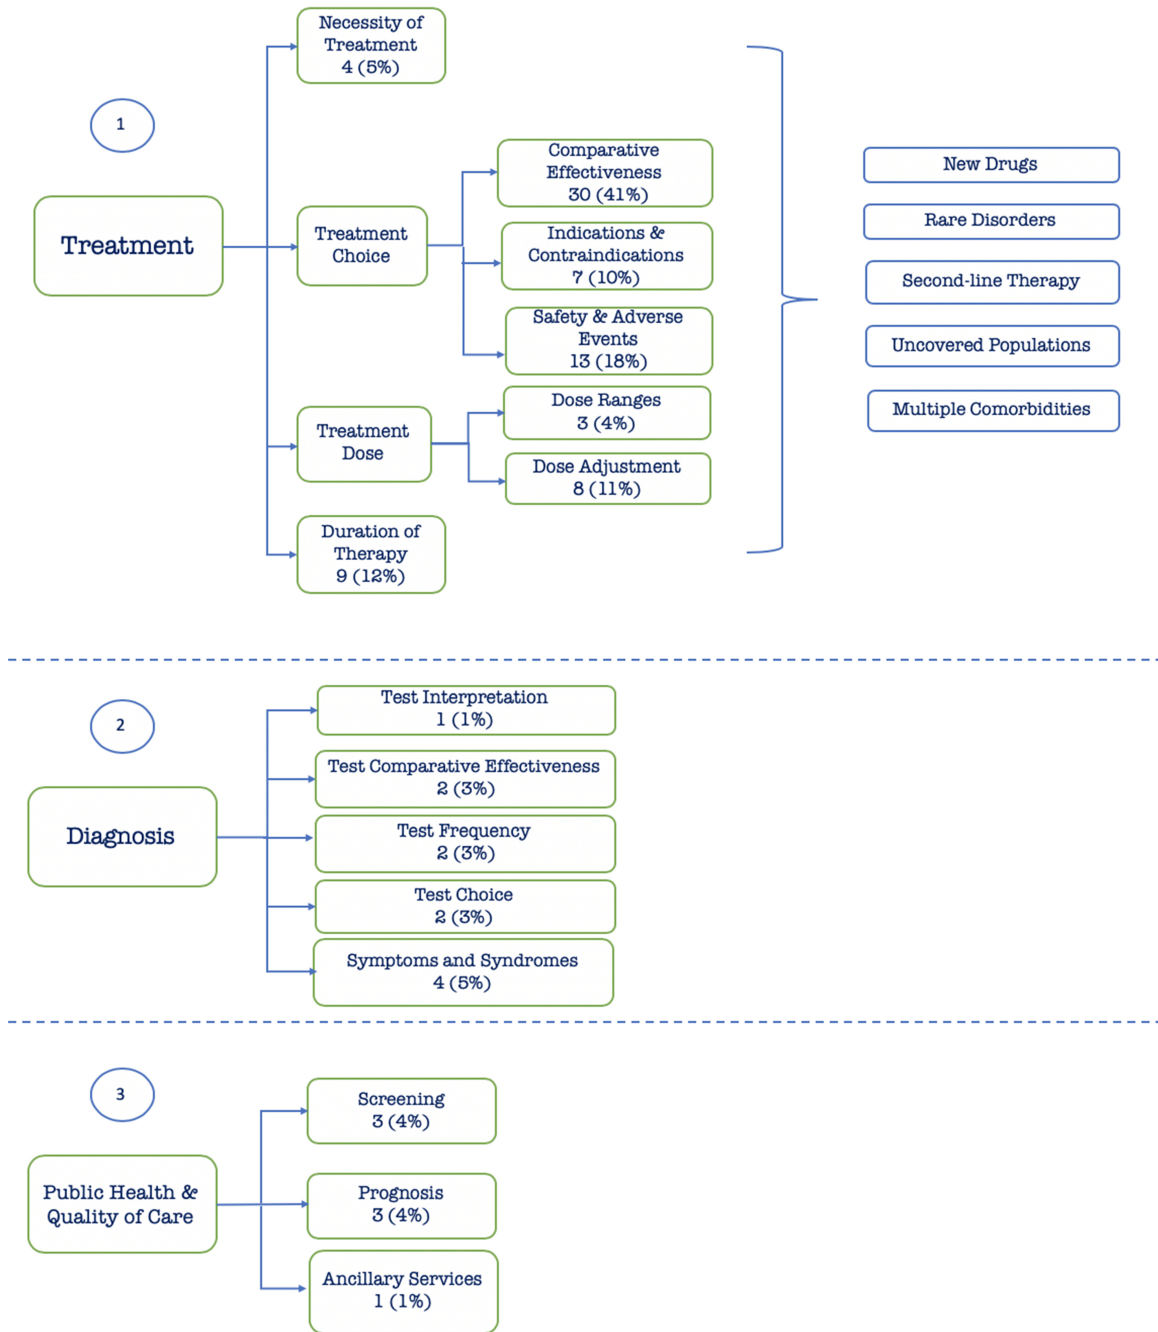 1
Treatment
Necessity of
Treatment
4 (5%)
Treatment
Choice
Comparative
Effectiveness
30 (41%)
Indications &
Contraindications
7 (10%)
Safety & Adverse
Events
13 (18%)
Treatment
Dose
Dose Ranges
3 (4%)
Dose Adjustment
8 (11%)
Duration of
Therapy
9 (12%)
New Drugs
Rare Disorders
Second-line Therapy
Uncovered Populations
Multiple Comorbidities
2
Diagnosis
Test Interpretation
1 (1%)
Test Comparative Effectiveness
2 (3%)
Test Frequency
2 (3%)
Test Choice
2 (3%)
Symptoms and Syndromes
4 (5%)
3
Public Health &
Quality of Care
Screening
3 (4%)
Prognosis
3 (4%)
Ancillary Services
1 (1%)